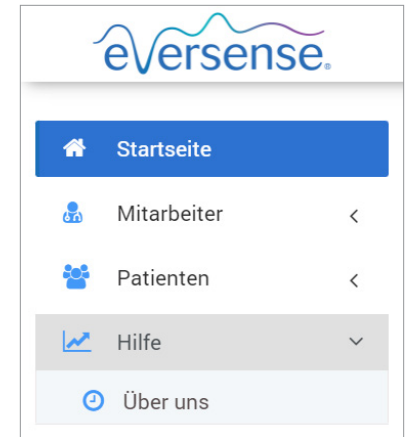 eversense®
Startseite
Mitarbeiter
Patienten
Hilfe
Über uns